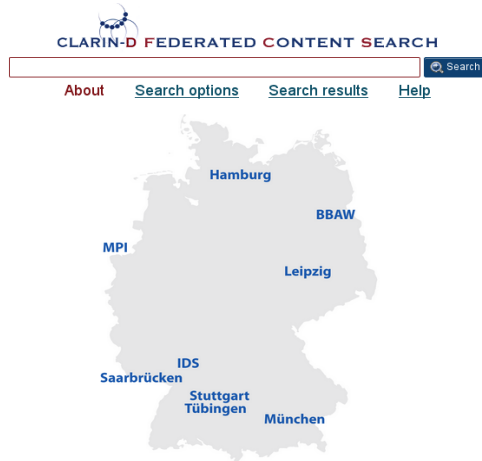 CLARIN-D FEDERATED CONTENT SEARCH
Search
About Search options Search results Help
Hamburg
BBAW
MPI
Leipzig
IDS
Saarbrücken
Stuttgart
Tübingen
München